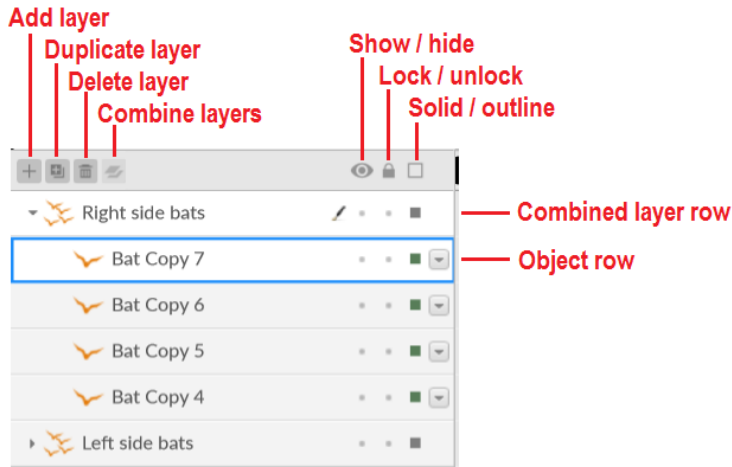 Add layer
Duplicate layer
Delete layer
Combine layers
Show / hide
Lock / unlock
Solid / outline
Right side bats
Combined layer row
Bat Copy 7
Object row
Bat Copy 6
Bat Copy 5
Bat Copy 4
Left side bats